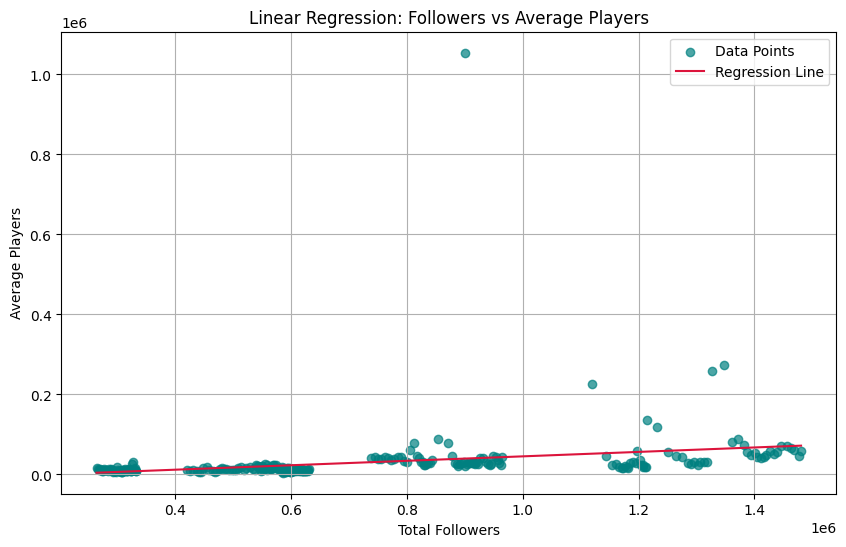 Linear Regression: Followers vs Average Players
1e6
Data Points
Regression Line
1.0
0.8
0.6
0.4
0.2
0.0
Average Players
0.4 0.6 0.8 1.0 1.2 1.4
1e6
Total Followers